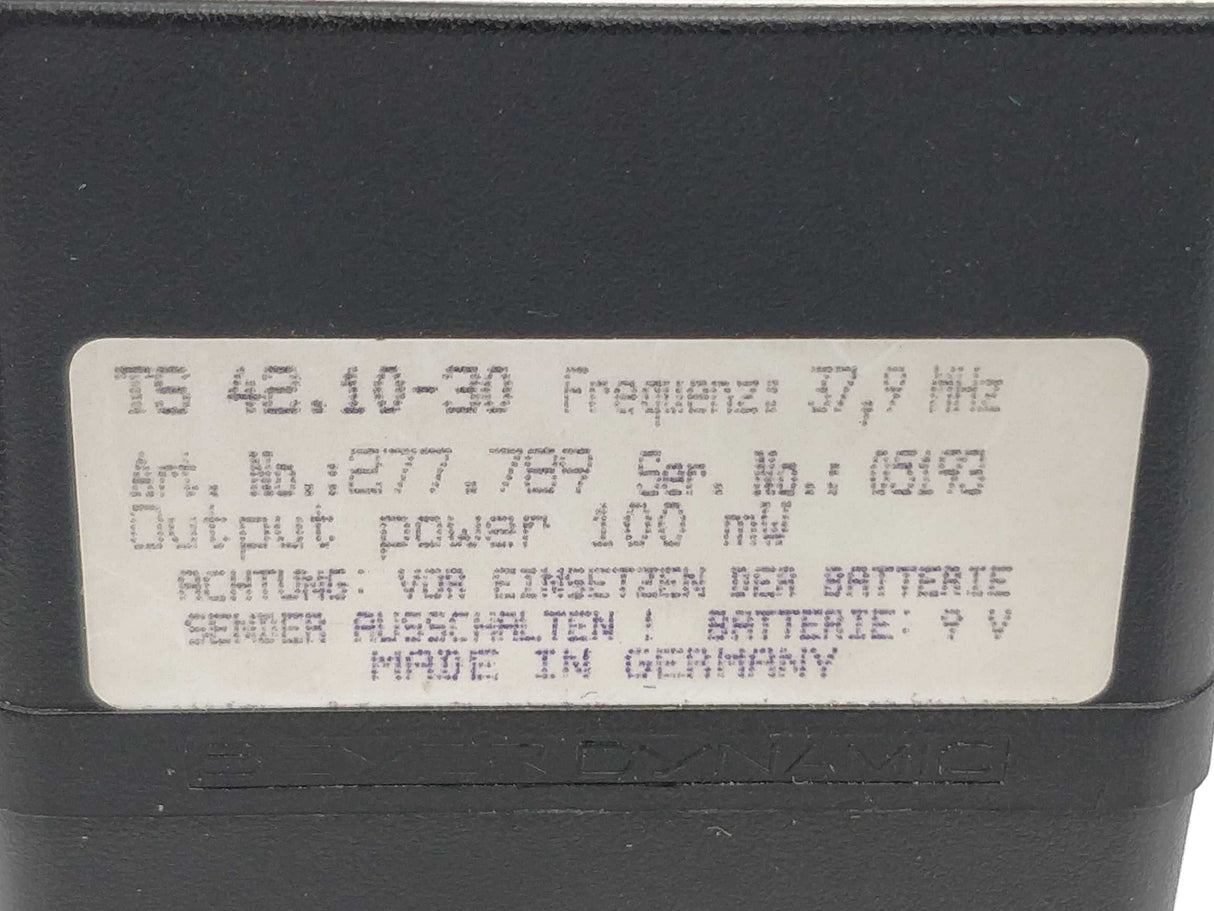 TS 42.10-30 Frequenz 37,9 MHz
Art. No.: 277.789 Ser. No.:
Output power 100 mW
ACHTUNG: VOR EINSETZEN DER BATTERIE
SENDER AUSSCHALTEN ! BATTERIE: 9 V
MADE IN GERMANY
BEYERDYNAMIC